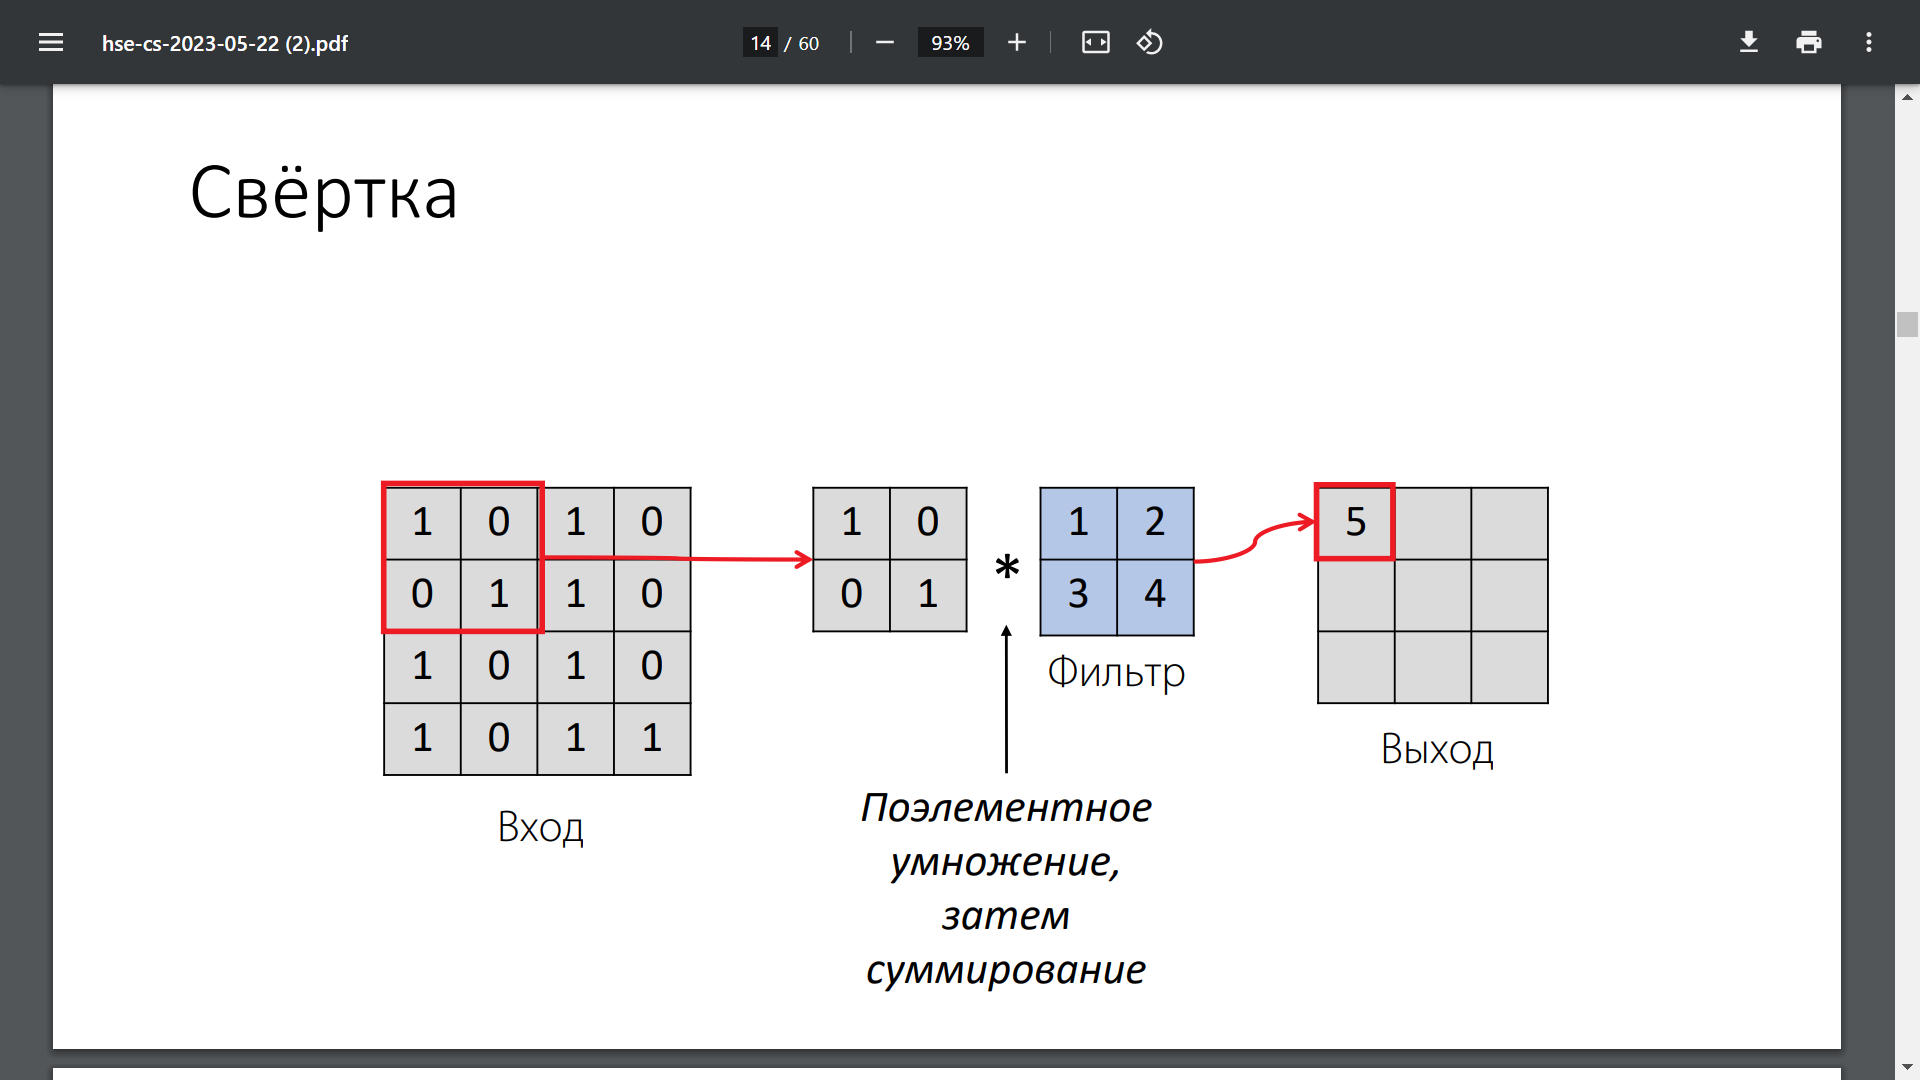 hse-cs-2023-05-22 (2).pdf
14 / 60
93%
Свёртка
1 0 1 0
0 1 1 0
1 0 1 0
1 0 1 1
Вход
1 0
0 1
*
1 2
3 4
Фильтр
5
Выход
Поэлементное
умножение,
затем
суммирование